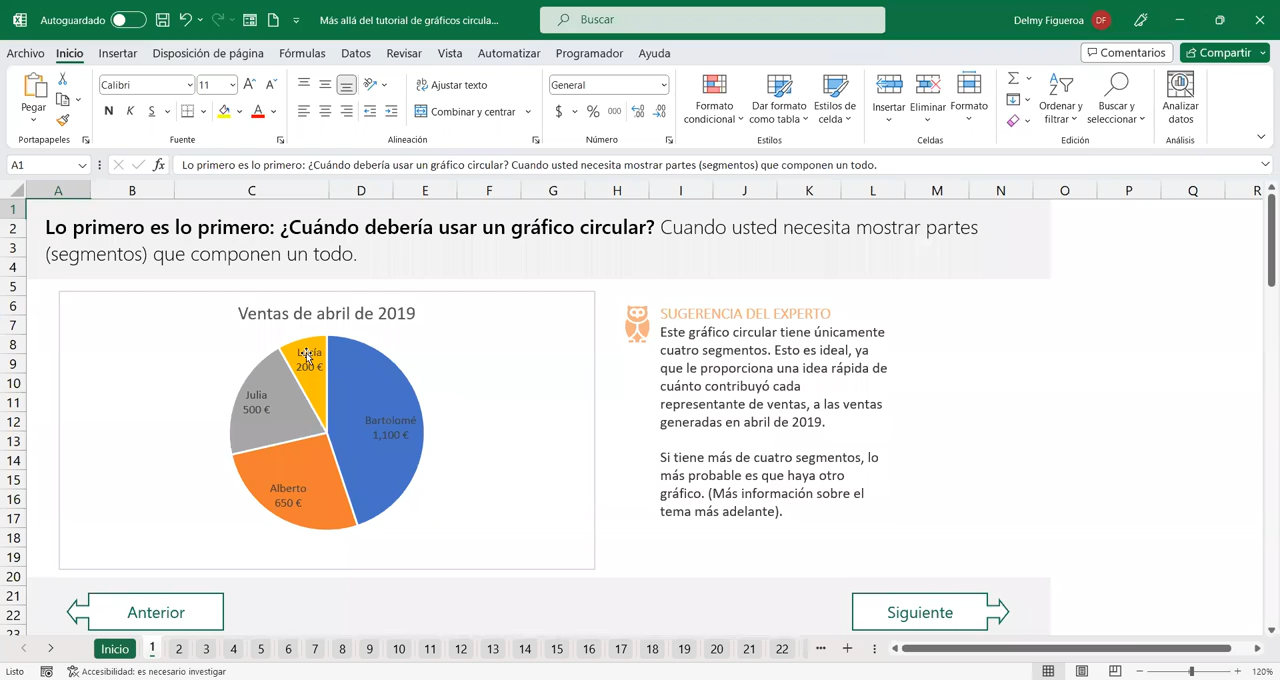 Autoguardado
Más allá del tutorial de gráficos circula...
Buscar
Delmy Figueroa
DF
Archivo
Inicio
Insertar
Disposición de página
Fórmulas
Datos
Revisar
Vista
Automatizar
Programador
Ayuda
Comentarios
Compartir
Pegar
Portapapeles
Calibri
11
N K S
Fuente
Ajustar texto
Combinar y centrar
Alineación
General
$ % 000
Número
Formato condicional
Dar formato como tabla
Estilos de celda
Estilos
Insertar
Eliminar
Formato
Celdas
Ordenar y filtrar
Buscar y seleccionar
Edición
Analizar datos
Análisis
A1
fx
Lo primero es lo primero: ¿Cuándo debería usar un gráfico circular? Cuando usted necesita mostrar partes (segmentos) que componen un todo.
A B C D E F G H I J K L M N O P Q R
1
2
3
4
5
6
7
8
9
10
11
12
13
14
15
16
17
18
19
20
21
22
23
Lo primero es lo primero: ¿Cuándo debería usar un gráfico circular? Cuando usted necesita mostrar partes
(segmentos) que componen un todo.
Ventas de abril de 2019
200 €
Julia
500 €
Bartolomé
1,100 €
Alberto
650 €
SUGERENCIA DEL EXPERTO
Este gráfico circular tiene únicamente
cuatro segmentos. Esto es ideal, ya
que le proporciona una idea rápida de
cuánto contribuyó cada
representante de ventas, a las ventas
generadas en abril de 2019.
Si tiene más de cuatro segmentos, lo
más probable es que haya otro
gráfico. (Más información sobre el
tema más adelante).
Anterior
Siguiente
Inicio 1 2 3 4 5 6 7 8 9 10 11 12 13 14 15 16 17 18 19 20 21 22 ...
Listo
Accesibilidad: es necesario investigar
120%